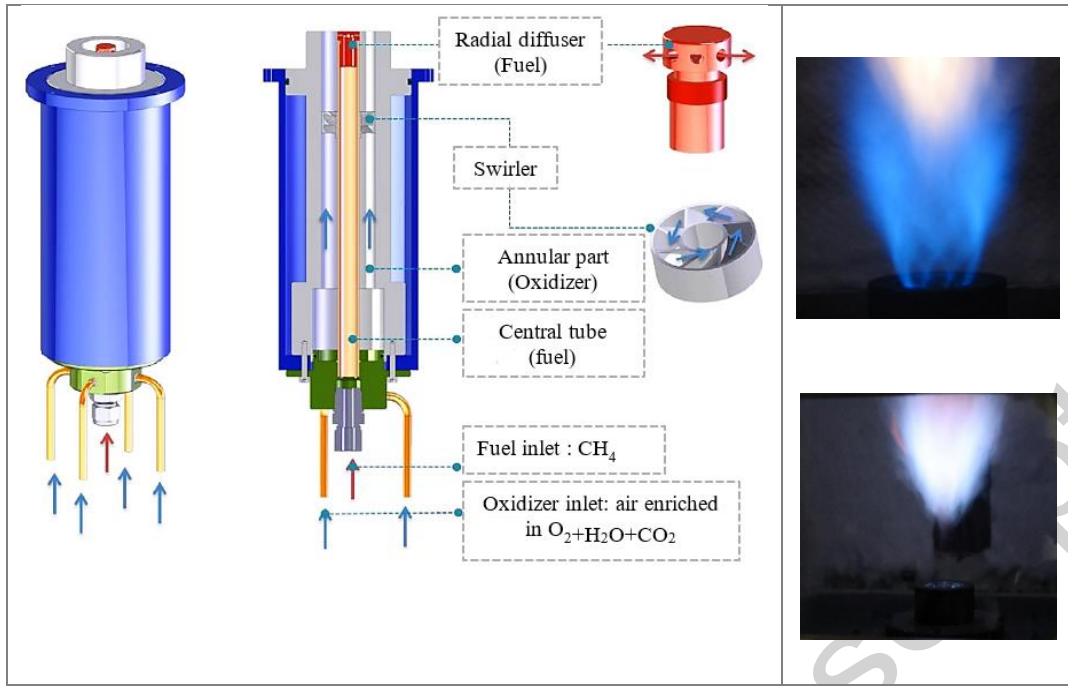 Radial diffuser
(Fuel)
Swirler
Annular part
(Oxidizer)
Central tube
(fuel)
Fuel inlet : CH₄
Oxidizer inlet: air enriched
in O₂+H₂O+CO₂